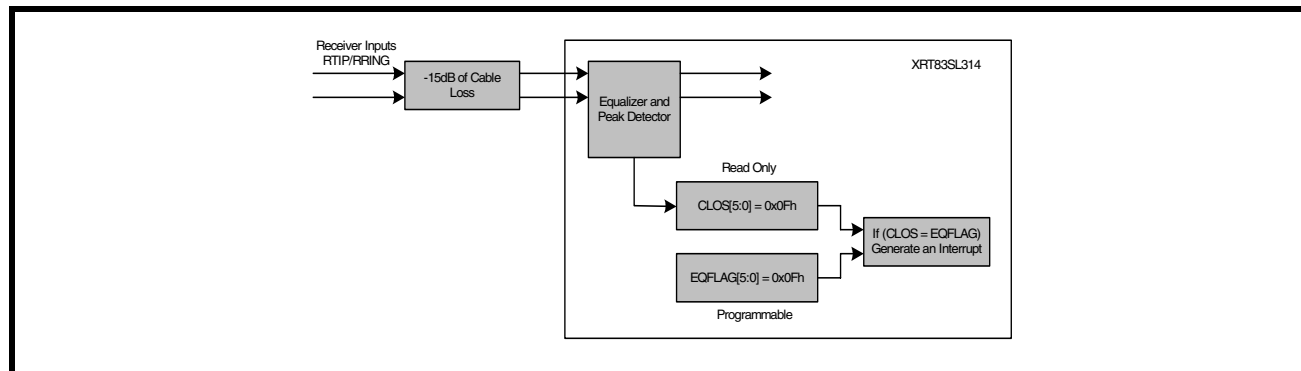 Receiver Inputs
RTIP/RRING
-15dB of Cable
Loss
XRT83SL314
Equalizer and
Peak Detector
Read Only
CLOS[5:0] = 0x0Fh
If (CLOS = EQFLAG)
Generate an Interrupt
EQFLAG[5:0] = 0x0Fh
Programmable